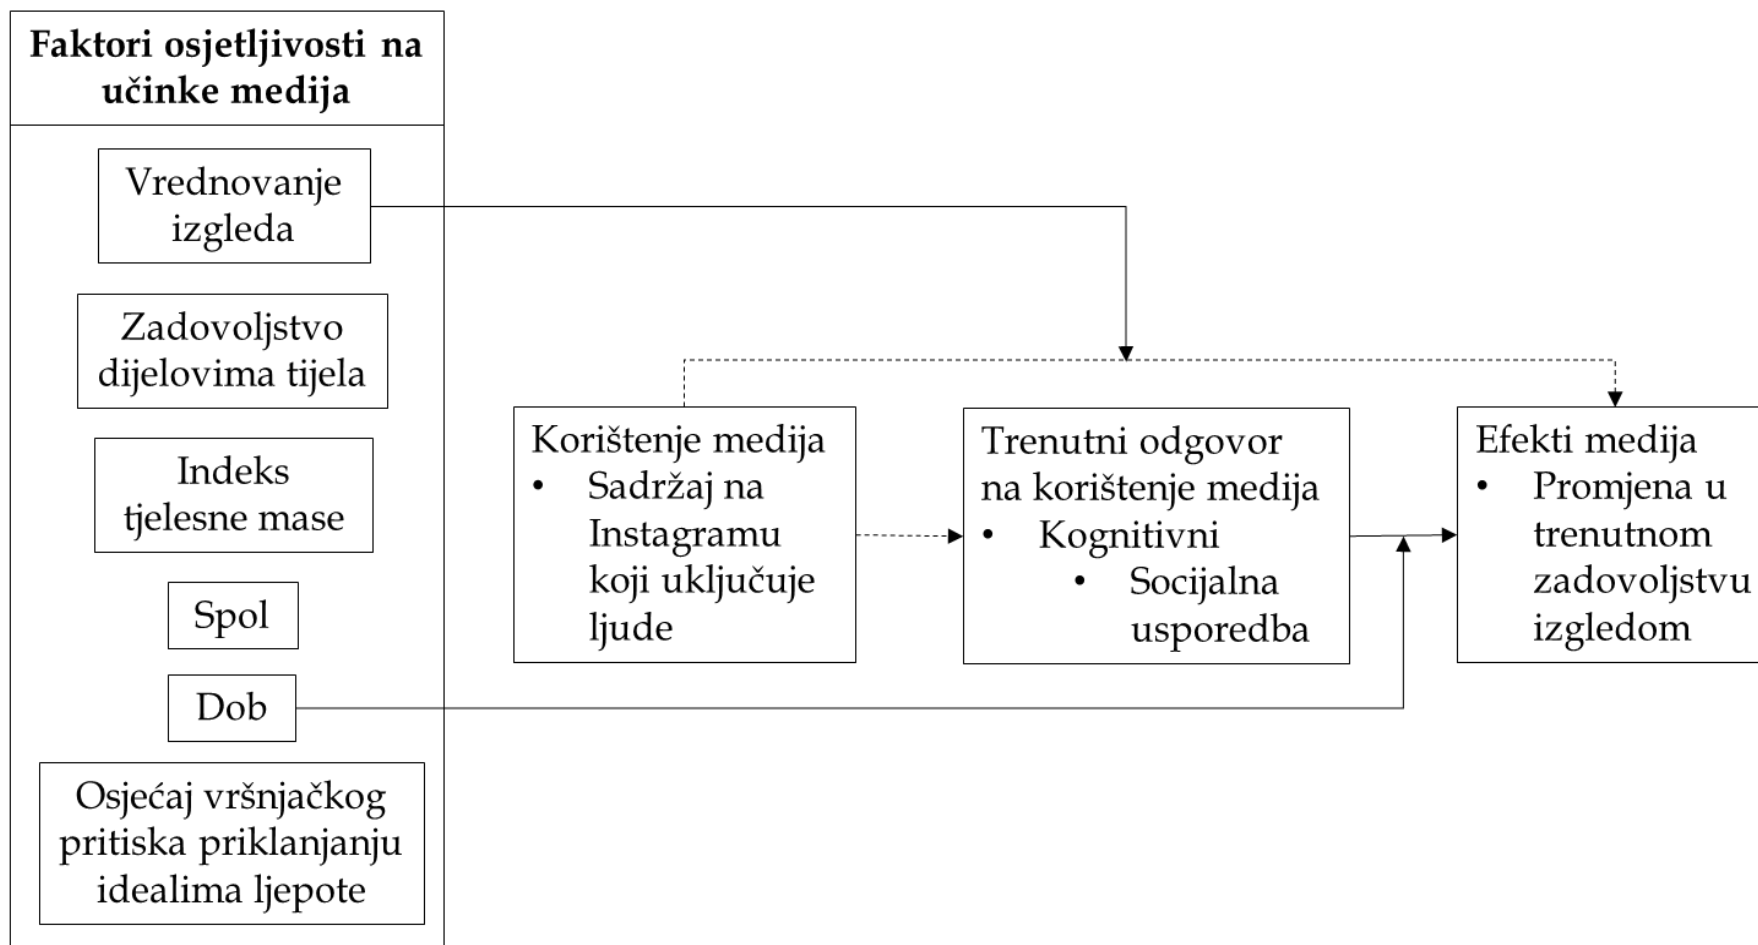 Faktori osjetljivosti na
učinke medija
Vrednovanje
izgleda
Zadovoljstvo
dijelovima tijela
Indeks
tjelesne mase
Spol
Dob
Osjećaj vršnjačkog
pritiska priklanjanju
idealima ljepote
Korištenje medija
• Sadržaj na
Instagramu
koji uključuje
ljude
Trenutni odgovor
na korištenje medija
• Kognitivni
• Socijalna
usporedba
Efekti medija
• Promjena u
trenutnom
zadovoljstvu
izgledom